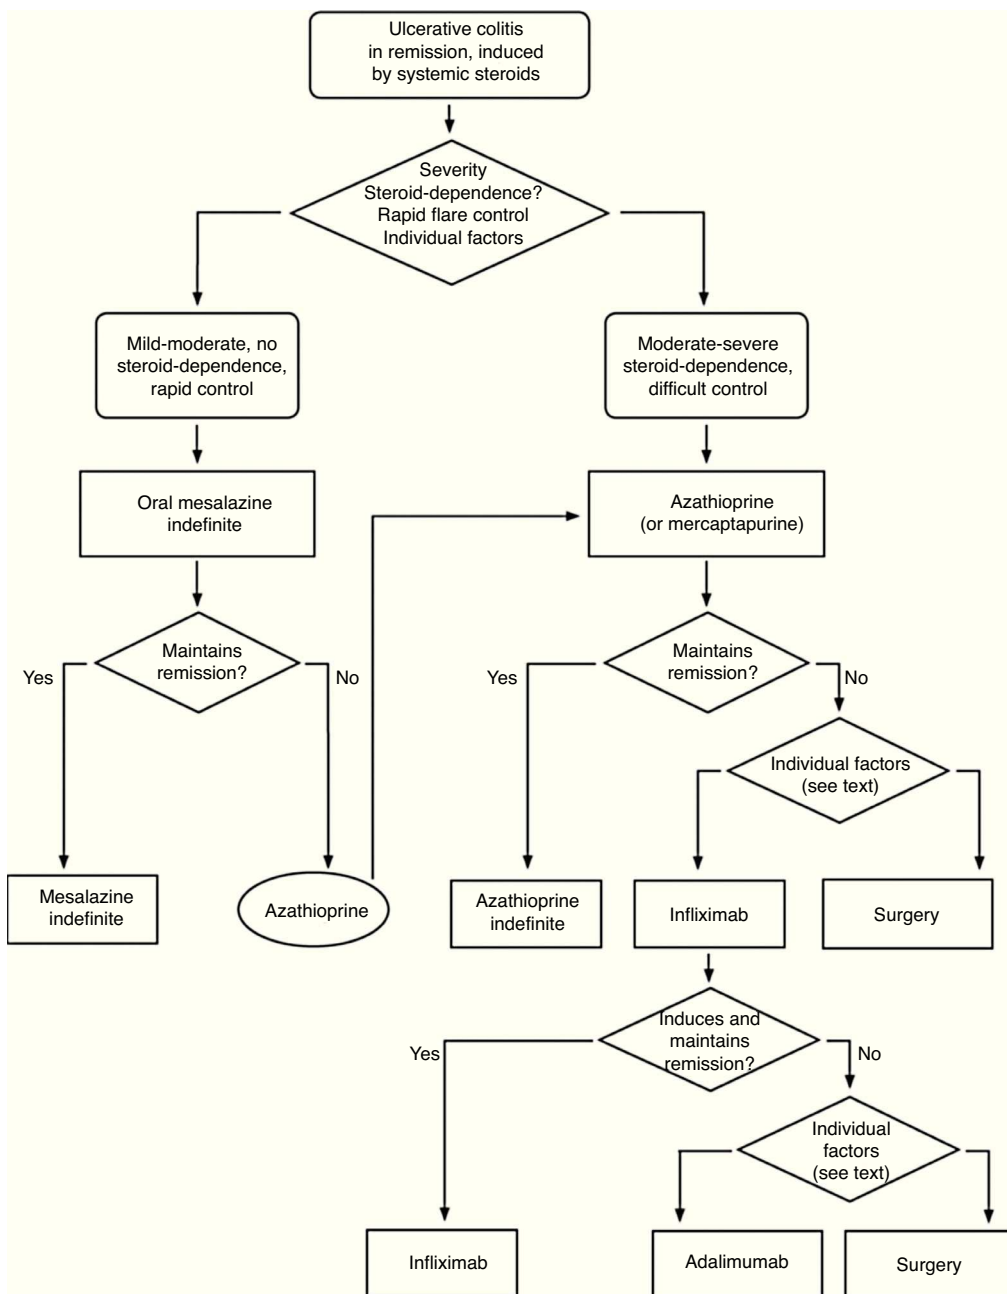 Ulcerative colitis
in remission, induced
by systemic steroids
Severity
Steroid-dependence?
Rapid flare control
Individual factors
Mild-moderate, no
steroid-dependence,
rapid control
Moderate-severe
steroid-dependence,
difficult control
Oral mesalazine
indefinite
Azathioprine
(or mercaptapurine)
Maintains
remission?
Yes
No
Maintains
remission?
Yes
No
Individual factors
(see text)
Mesalazine
indefinite
Azathioprine
Azathioprine
indefinite
Infliximab
Surgery
Induces and
maintains
remission?
Yes
No
Individual
factors
(see text)
Infliximab
Adalimumab
Surgery